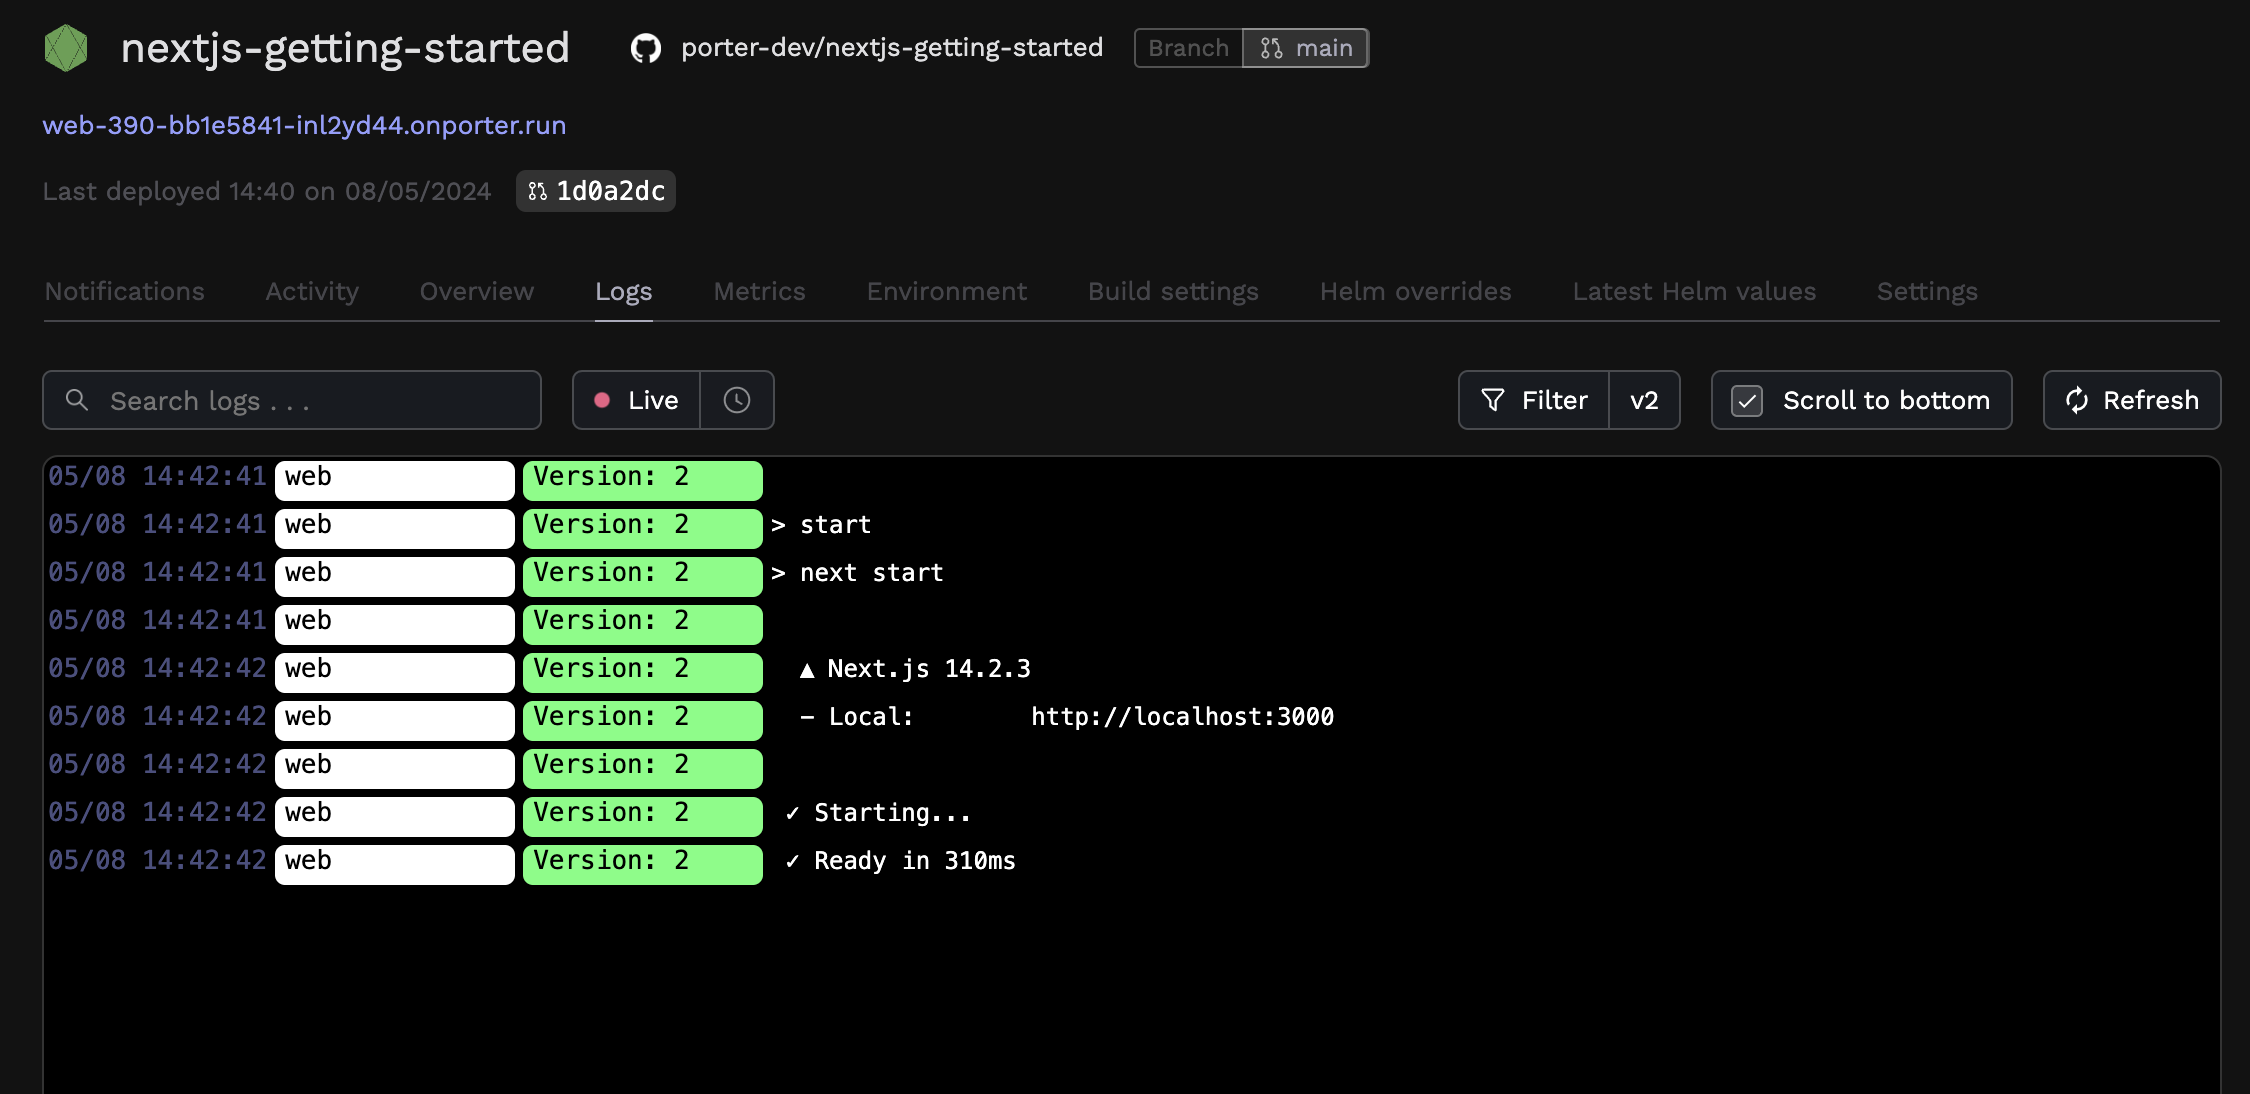 nextjs-getting-started porter-dev/nextjs-getting-started Branch main
web-390-bb1e5841-inl2yd44.onporter.run
Last deployed 14:40 on 08/05/2024 1d0a2dc
Notifications Activity Overview Logs Metrics Environment Build settings Helm overrides Latest Helm values Settings
Search logs . . . Live Filter v2 Scroll to bottom Refresh
05/08 14:42:41 web Version: 2
05/08 14:42:41 web Version: 2 > start
05/08 14:42:41 web Version: 2 > next start
05/08 14:42:41 web Version: 2
05/08 14:42:42 web Version: 2 ▲ Next.js 14.2.3
05/08 14:42:42 web Version: 2 - Local: http://localhost:3000
05/08 14:42:42 web Version: 2
05/08 14:42:42 web Version: 2 ✓ Starting...
05/08 14:42:42 web Version: 2 ✓ Ready in 310ms